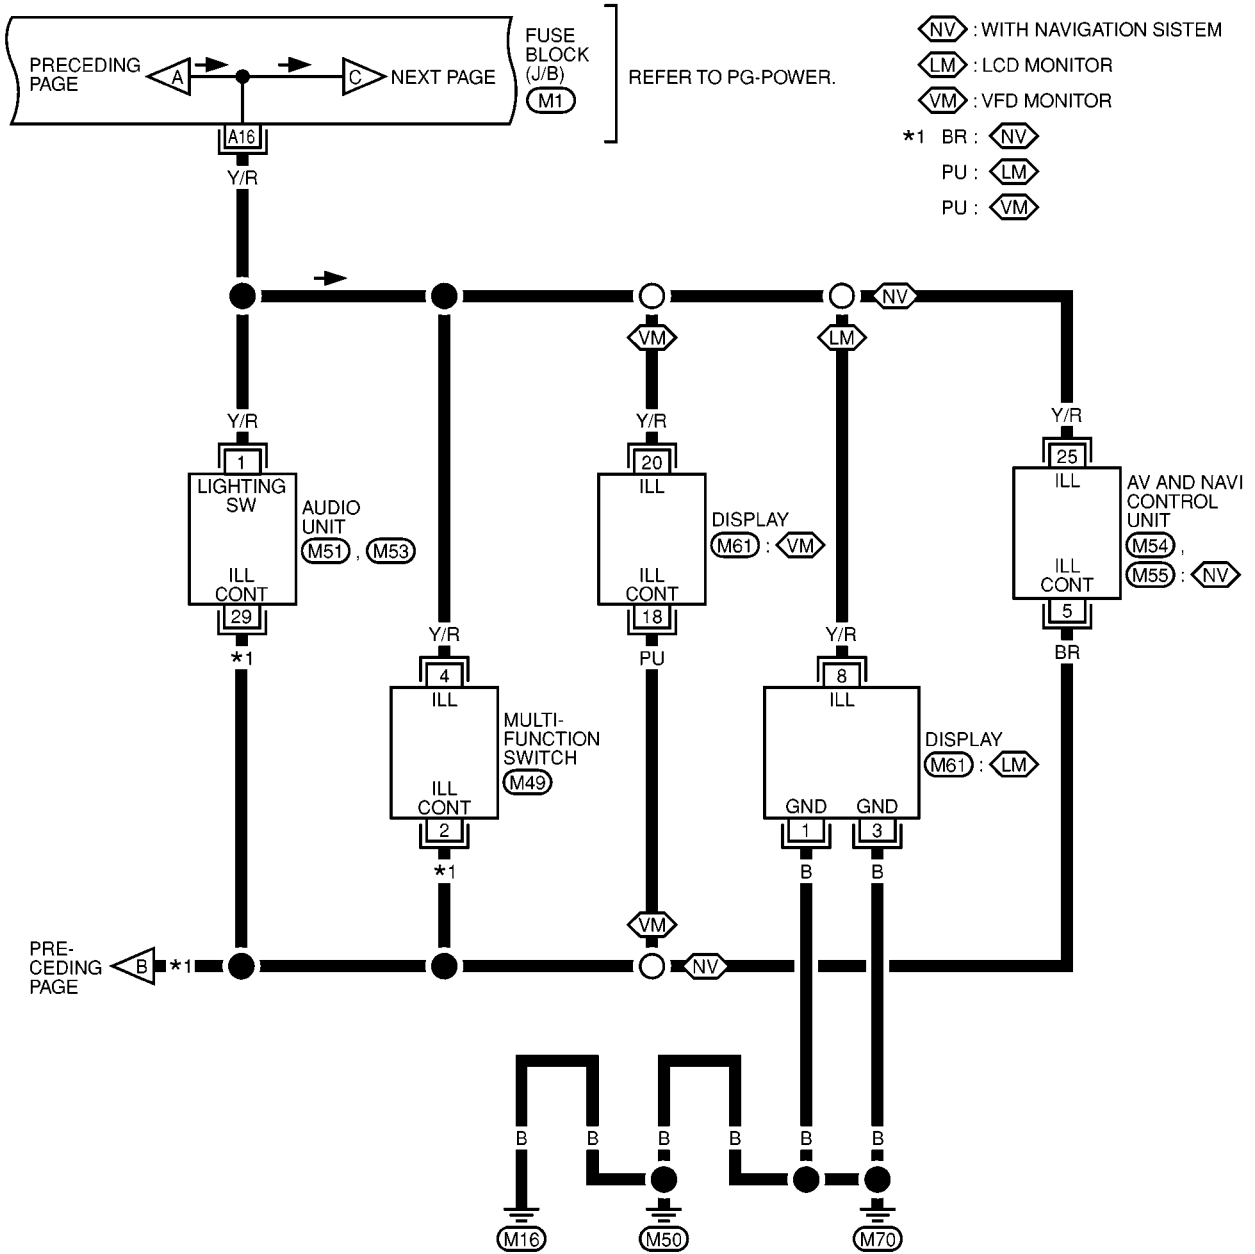 PRECEDING
PAGE
A
C
NEXT PAGE
FUSE
BLOCK
(J/B)
M1
REFER TO PG-POWER.
NV : WITH NAVIGATION SISTEM
LM : LCD MONITOR
VM : VFD MONITOR
*1 BR : NV
PU : LM
PU : VM
A16
Y/R
NV
VM
LM
Y/R
Y/R
Y/R
1
LIGHTING
SW
ILL
CONT
29
*1
AUDIO
UNIT
M51 , M53
20
ILL
ILL
CONT
18
PU
DISPLAY
M61 : VM
25
ILL
ILL
CONT
5
BR
AV AND NAVI
CONTROL
UNIT
M54 ,
M55 : NV
Y/R
4
ILL
ILL
CONT
2
*1
MULTI-
FUNCTION
SWITCH
M49
Y/R
8
ILL
GND GND
1 3
B B
DISPLAY
M61 : LM
VM
PRE-
CEDING
PAGE
B
*1
NV
B B B B B B
M16 M50 M70